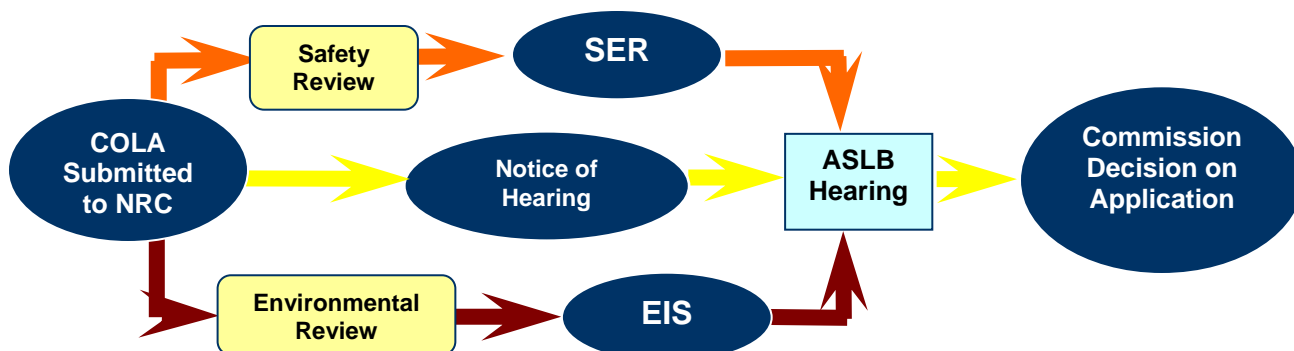 Safety
Review
SER
COLA
Submitted
to NRC
Notice of
Hearing
ASLB
Hearing
Commission
Decision on
Application
Environmental
Review
EIS